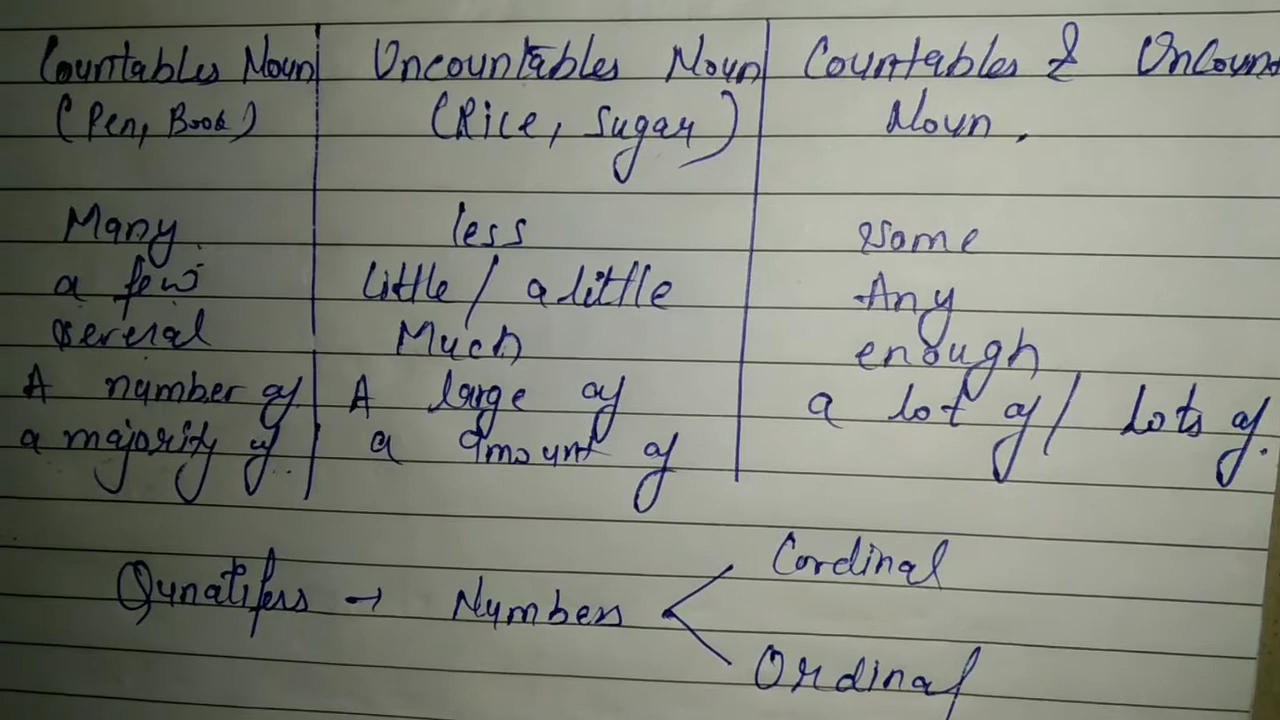 Countables Noun Uncountables Noun Countables & Uncount
(Pen, Book) (Rice, Sugar) Noun.
Many less Some
a few little / a little Any
Several Much enough
A number of A large of a lot of / Lots of.
a majority of a amount of
Qunatifers → Numbers Cordinal
Ordinal